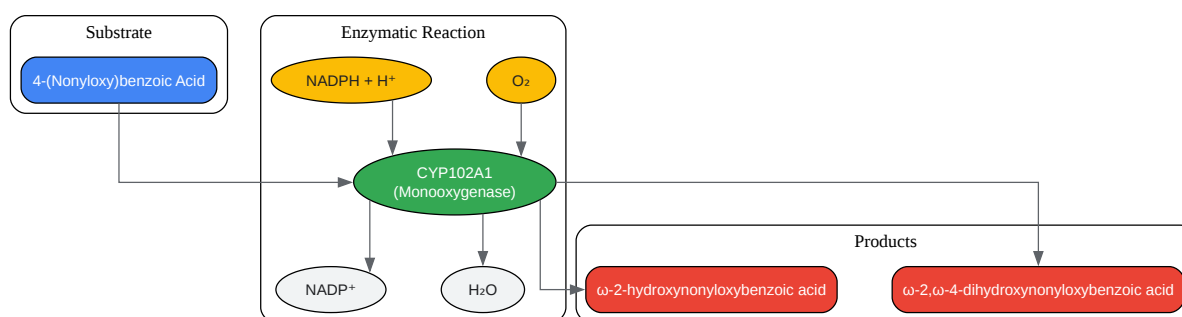 Substrate
4-(Nonyloxy)benzoic Acid
Enzymatic Reaction
NADPH + H⁺
O₂
CYP102A1
(Monooxygenase)
NADP⁺
H₂O
Products
ω-2-hydroxynonyloxybenzoic acid
ω-2,ω-4-dihydroxynonyloxybenzoic acid